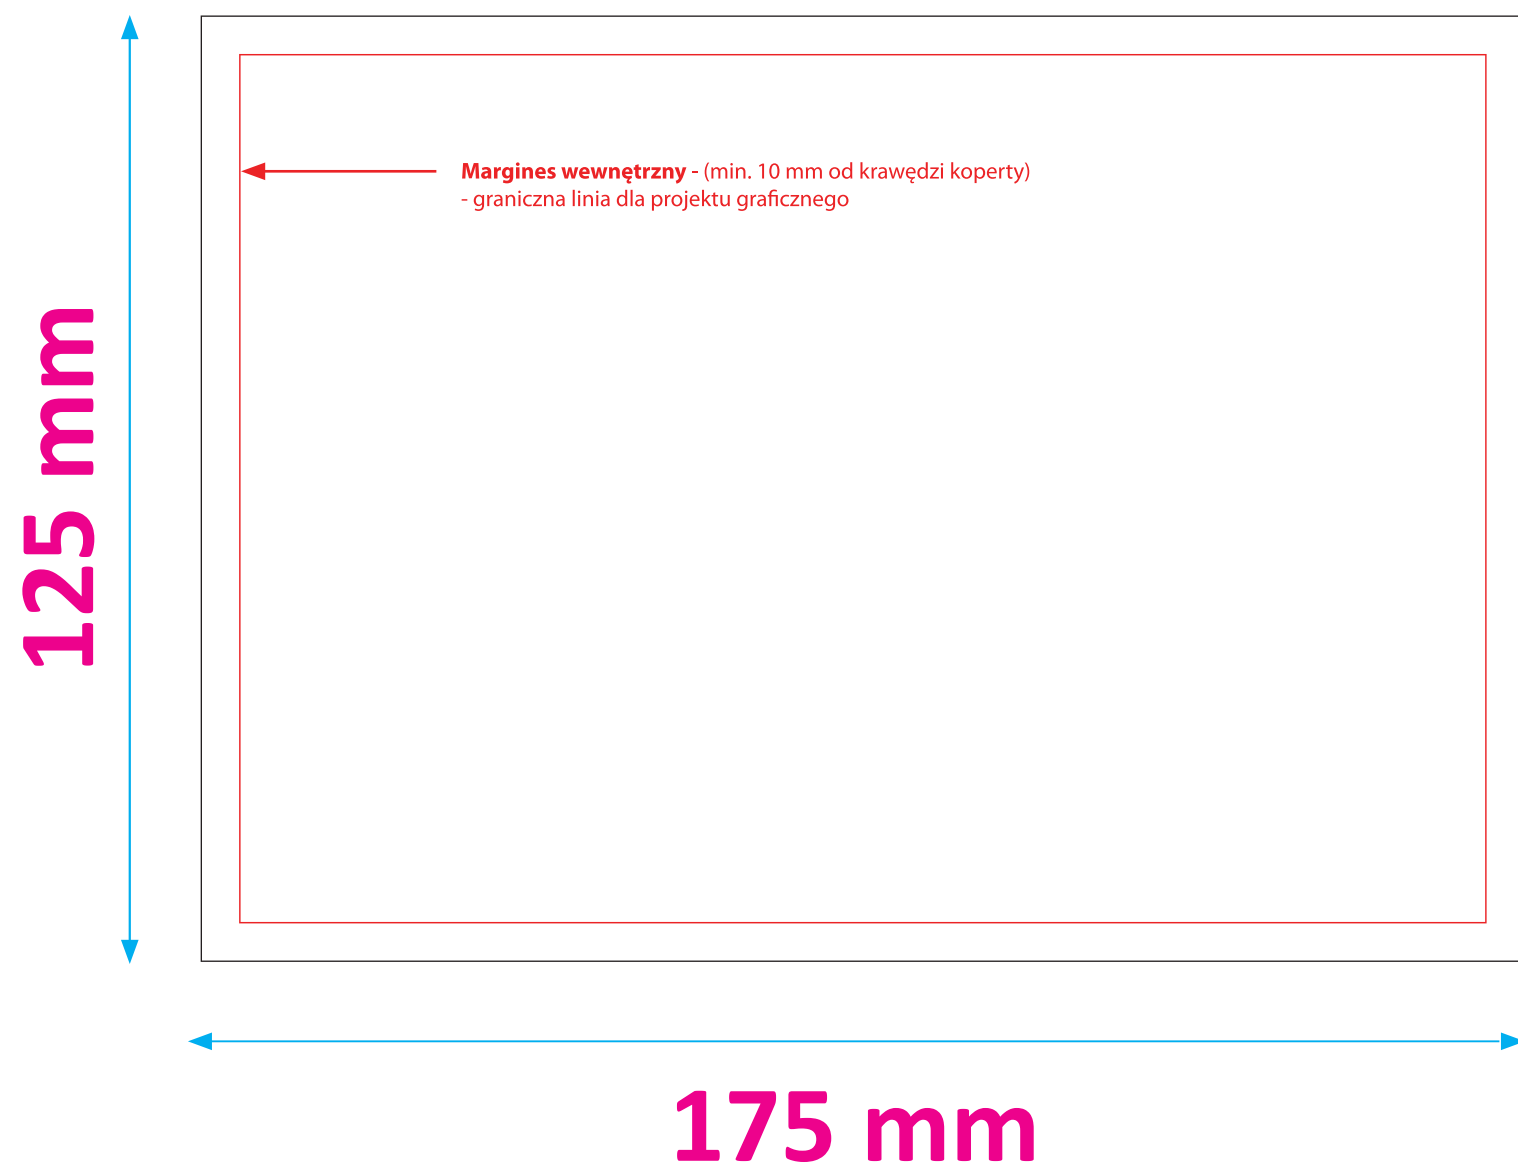 Margines wewnętrzny - (min. 10 mm od krawędzi koperty)
- graniczna linia dla projektu graficznego
125 mm
175 mm